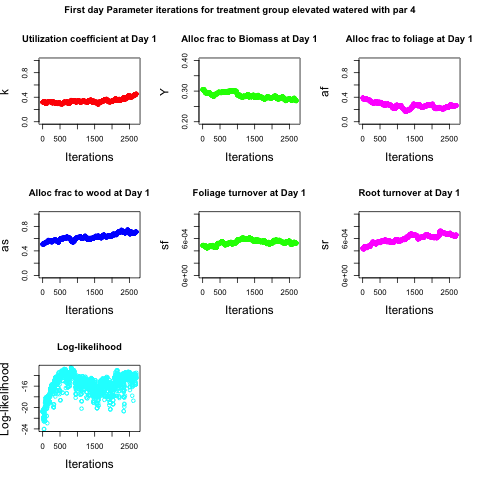 First day Parameter iterations for treatment group elevated watered with par 4
Utilization coefficient at Day 1
k
0.0 0.4 0.8
0 500 1500 2500
Iterations
Alloc frac to Biomass at Day 1
Y
0.20 0.30 0.40
0 500 1500 2500
Iterations
Alloc frac to foliage at Day 1
af
0.0 0.4 0.8
0 500 1500 2500
Iterations
Alloc frac to wood at Day 1
as
0.0 0.4 0.8
0 500 1500 2500
Iterations
Foliage turnover at Day 1
sf
0e+00 6e-04
0 500 1500 2500
Iterations
Root turnover at Day 1
sr
0e+00 6e-04
0 500 1500 2500
Iterations
Log-likelihood
Log-likelihood
-24 -20 -16
0 500 1500 2500
Iterations